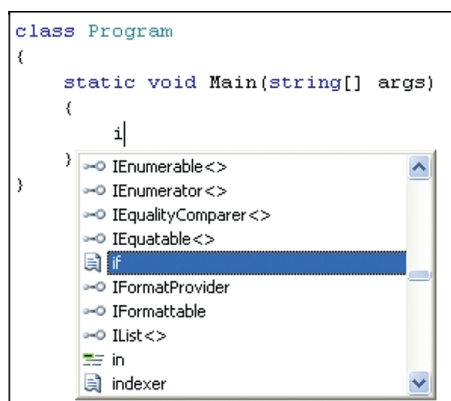 class Program
{
static void Main(string[] args)
{
i
}
}
IEnumerable<>
IEnumerator<>
IEqualityComparer<>
IEquatable<>
if
IFormatProvider
IFormattable
IList<>
in
indexer